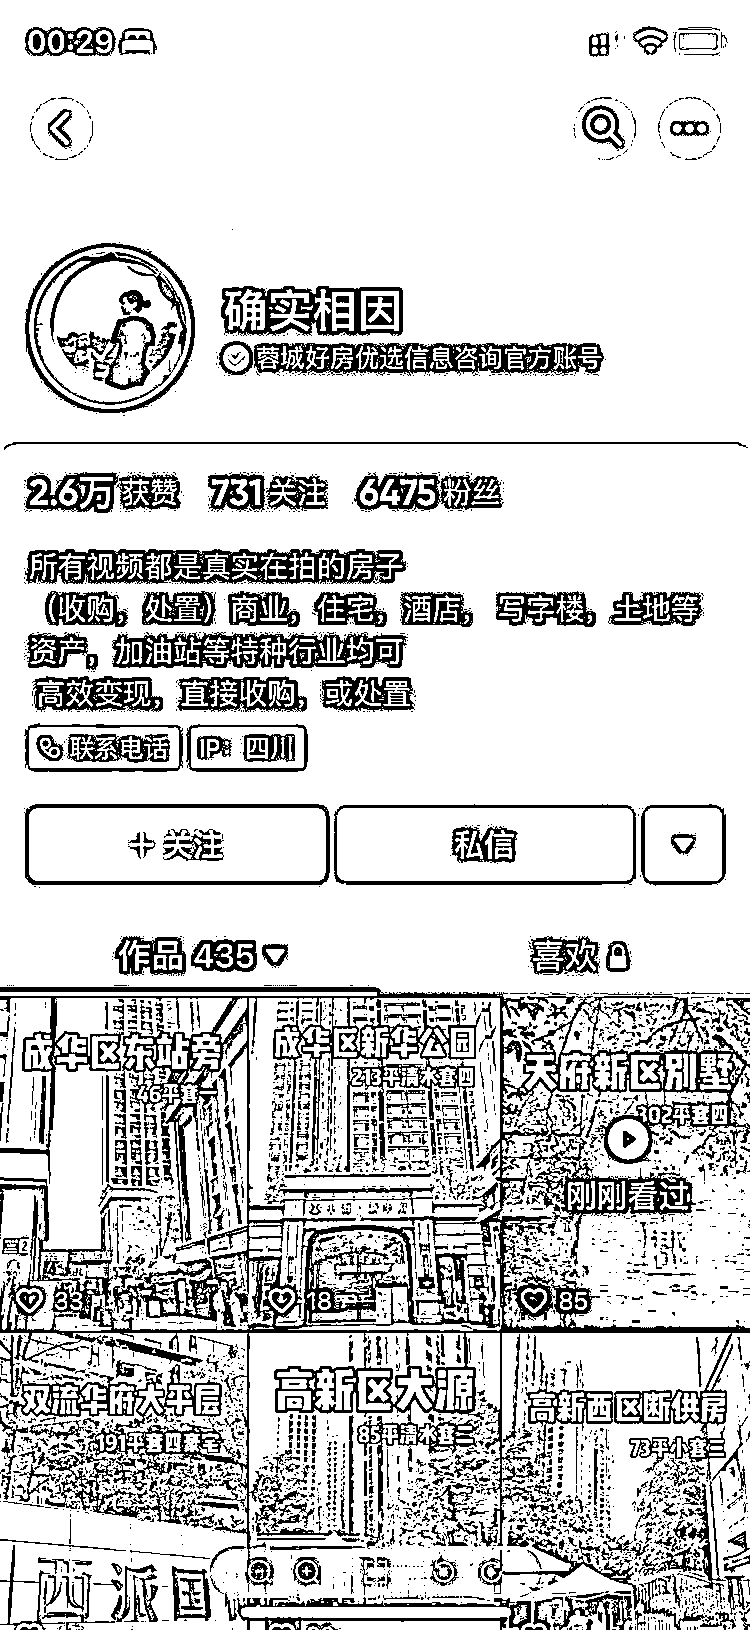 00:29
确实相因
蓉城好房优选信息咨询官方账号
2.6万 获赞 731 关注 6475 粉丝
所有视频都是真实在拍的房子
（收购，处置）商业，住宅，酒店， 写字楼，土地等
资产，加油站等特种行业均可
高效变现，直接收购，或处置
联系电话 IP：四川
+ 关注 私信
作品 435 喜欢
成华区东站旁
46平套一
33
成华区新华公园
213平清水套四
18
天府新区别墅
302平套四
刚刚看过
85
双流华府大平层
191平套四豪宅
西派国
高新区大源
85平清水套二
高新西区断供房
73平小套三